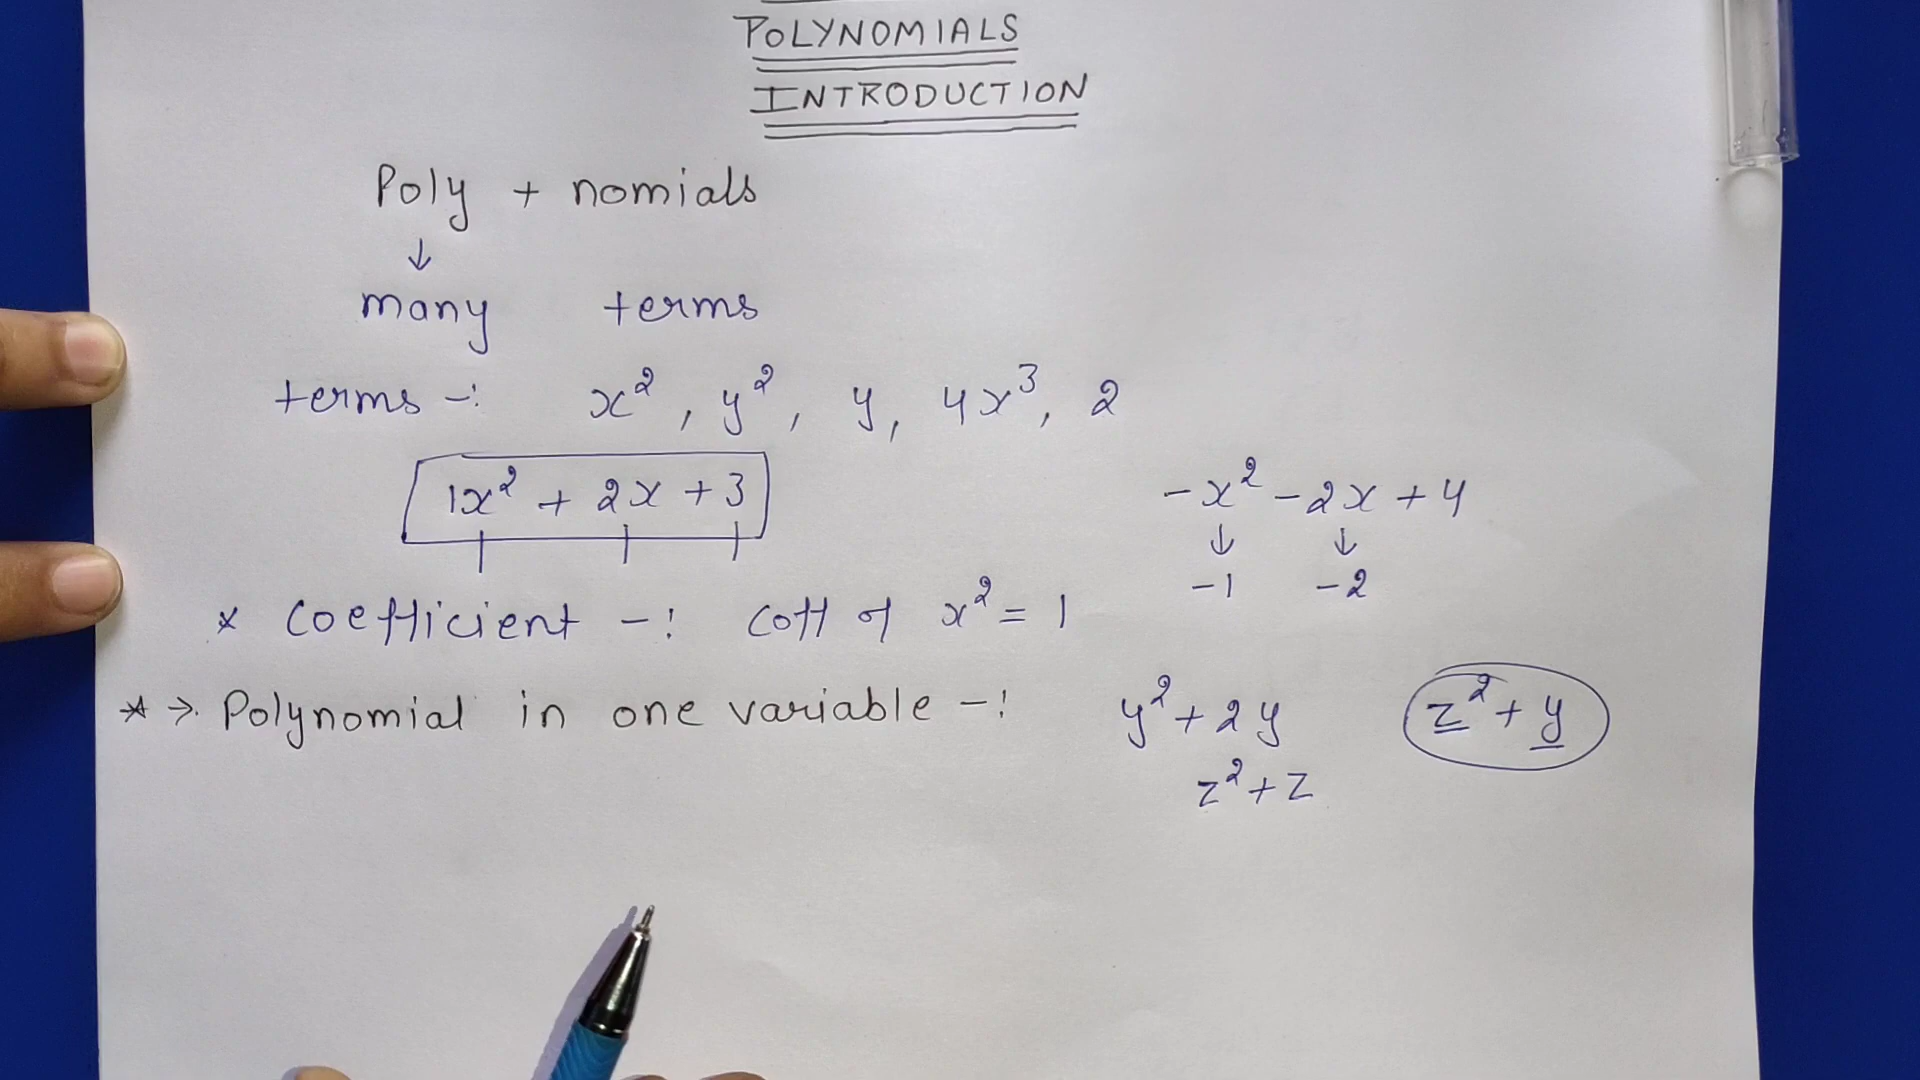 POLYNOMIALS
INTRODUCTION
Poly + nomials
↓
many terms
terms -: x², y², y, 4x³, 2
1x² + 2x + 3
-x² - 2x + 4
↓ ↓
-1 -2
* Coefficient -: Coff of x² = 1
* →. Polynomial in one variable -: y² + 2y
z² + z
z² + y